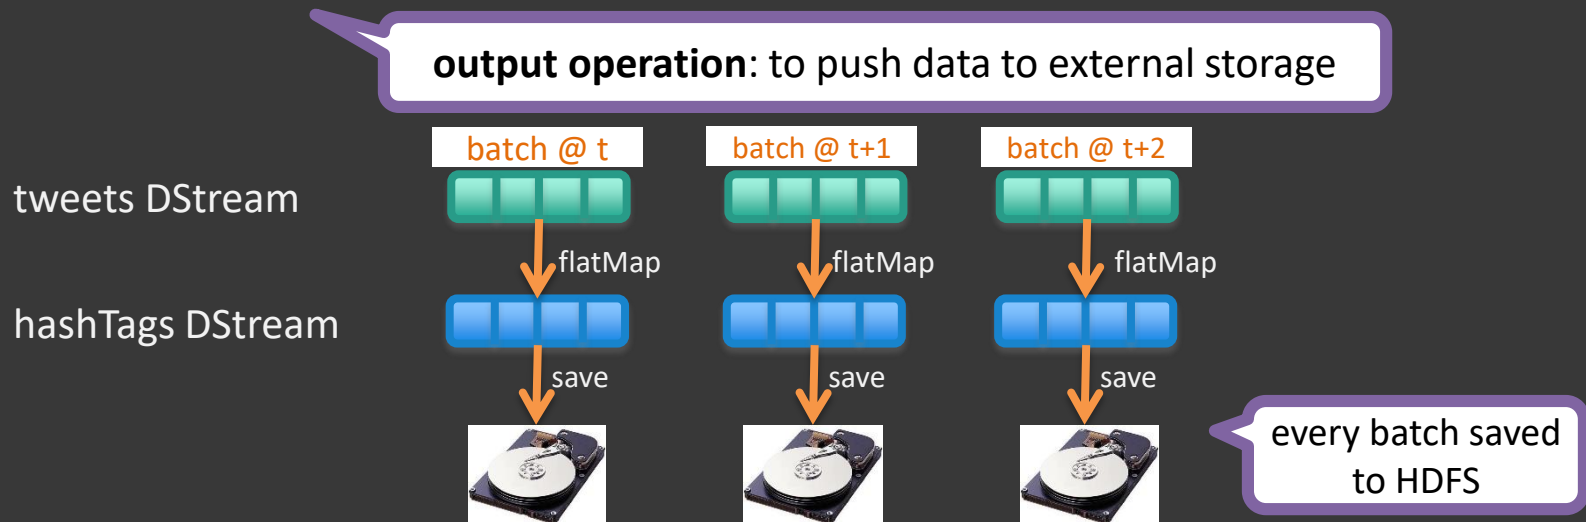 output operation: to push data to external storage
batch @ t
batch @ t+1
batch @ t+2
tweets DStream
flatMap
flatMap
flatMap
hashTags DStream
save
save
save
every batch saved
to HDFS